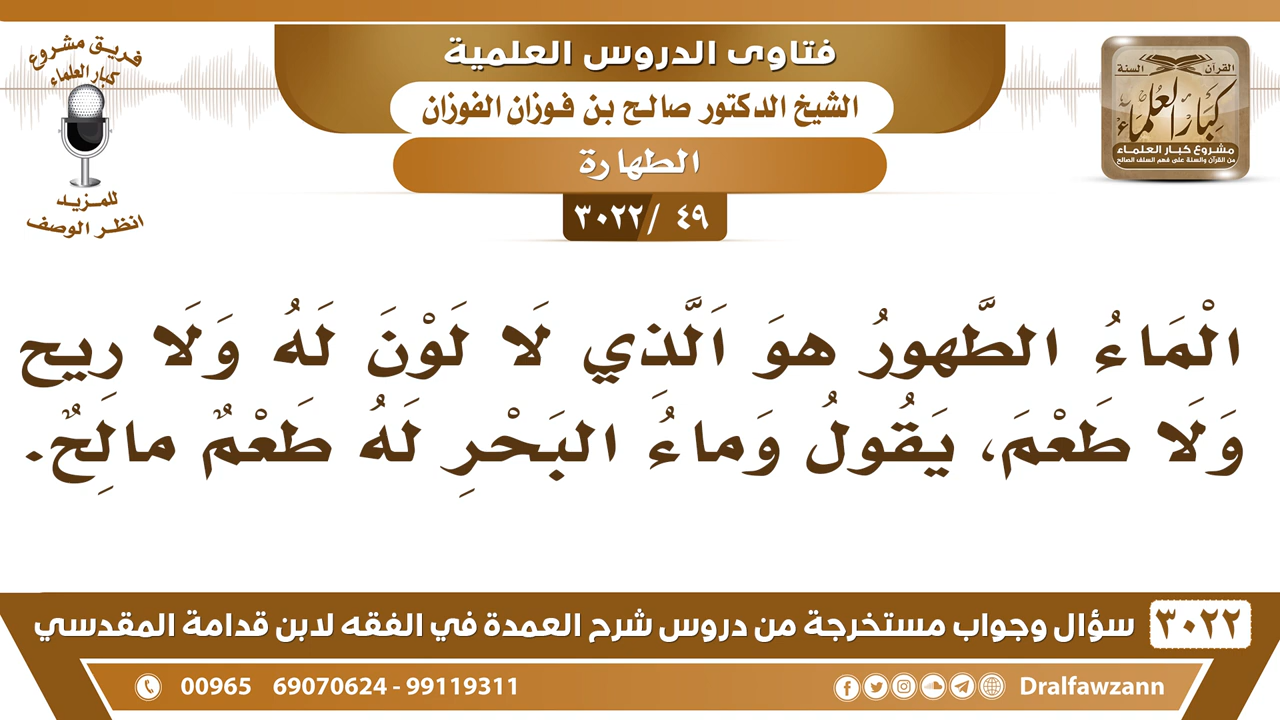 فتاوى الدروس العلمية
الشيخ الدكتور صالح بن فوزان الفوزان
الطهارة
٤٩ / ٣٠٢٢
فريق مشروع
كبار العلماء
للمزيد
انظر الوصف
القرآن السنة
كبار العلماء
مشروع كبار العلماء
من القرآن والسنة على فهم السلف الصالح
الْمَاءُ الطَّهورُ هوَ اَلَّذي لَا لَوْنَ لَهُ وَلَا رِيح
وَلَا طَعْمَ، يَقُولُ وَماءُ البَحْرِ لَهُ طَعْمٌ مالِحٌ.
٣٠٢٢ سؤال وجواب مستخرجة من دروس شرح العمدة في الفقه لابن قدامة المقدسي
00965 69070624 - 99119311
Dralfawzann